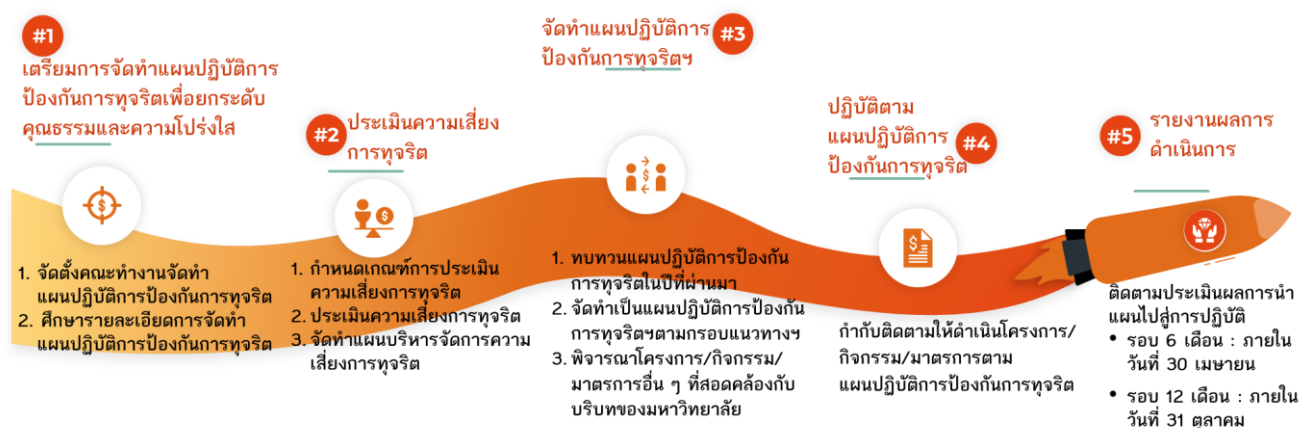 #1
เตรียมการจัดทำแผนปฏิบัติการ
ป้องกันการทุจริตเพื่อยกระดับ
คุณธรรมและความโปร่งใส
1. จัดตั้งคณะทำงานจัดทำ
แผนปฏิบัติการป้องกันการทุจริต
2. ศึกษารายละเอียดการจัดทำ
แผนปฏิบัติการป้องกันการทุจริต
#2
ประเมินความเสี่ยง
การทุจริต
1. กำหนดเกณฑ์การประเมิน
ความเสี่ยงการทุจริต
2. ประเมินความเสี่ยงการทุจริต
3. จัดทำแผนบริหารจัดการความ
เสี่ยงการทุจริต
จัดทำแผนปฏิบัติการ
ป้องกันการทุจริตฯ
#3
1. ทบทวนแผนปฏิบัติการป้องกัน
การทุจริตในปีที่ผ่านมา
2. จัดทำเป็นแผนปฏิบัติการป้องกัน
การทุจริตฯตามกรอบแนวทางฯ
3. พิจารณาโครงการ/กิจกรรม/
มาตรการอื่น ๆ ที่สอดคล้องกับ
บริบทของมหาวิทยาลัย
ปฏิบัติตาม
แผนปฏิบัติการ
ป้องกันการทุจริต
#4
กำกับติดตามให้ดำเนินโครงการ/
กิจกรรม/มาตรการตาม
แผนปฏิบัติการป้องกันการทุจริต
#5
รายงานผลการ
ดำเนินการ
ติดตามประเมินผลการนำ
แผนไปสู่การปฏิบัติ
• รอบ 6 เดือน : ภายใน
วันที่ 30 เมษายน
• รอบ 12 เดือน : ภายใน
วันที่ 31 ตุลาคม